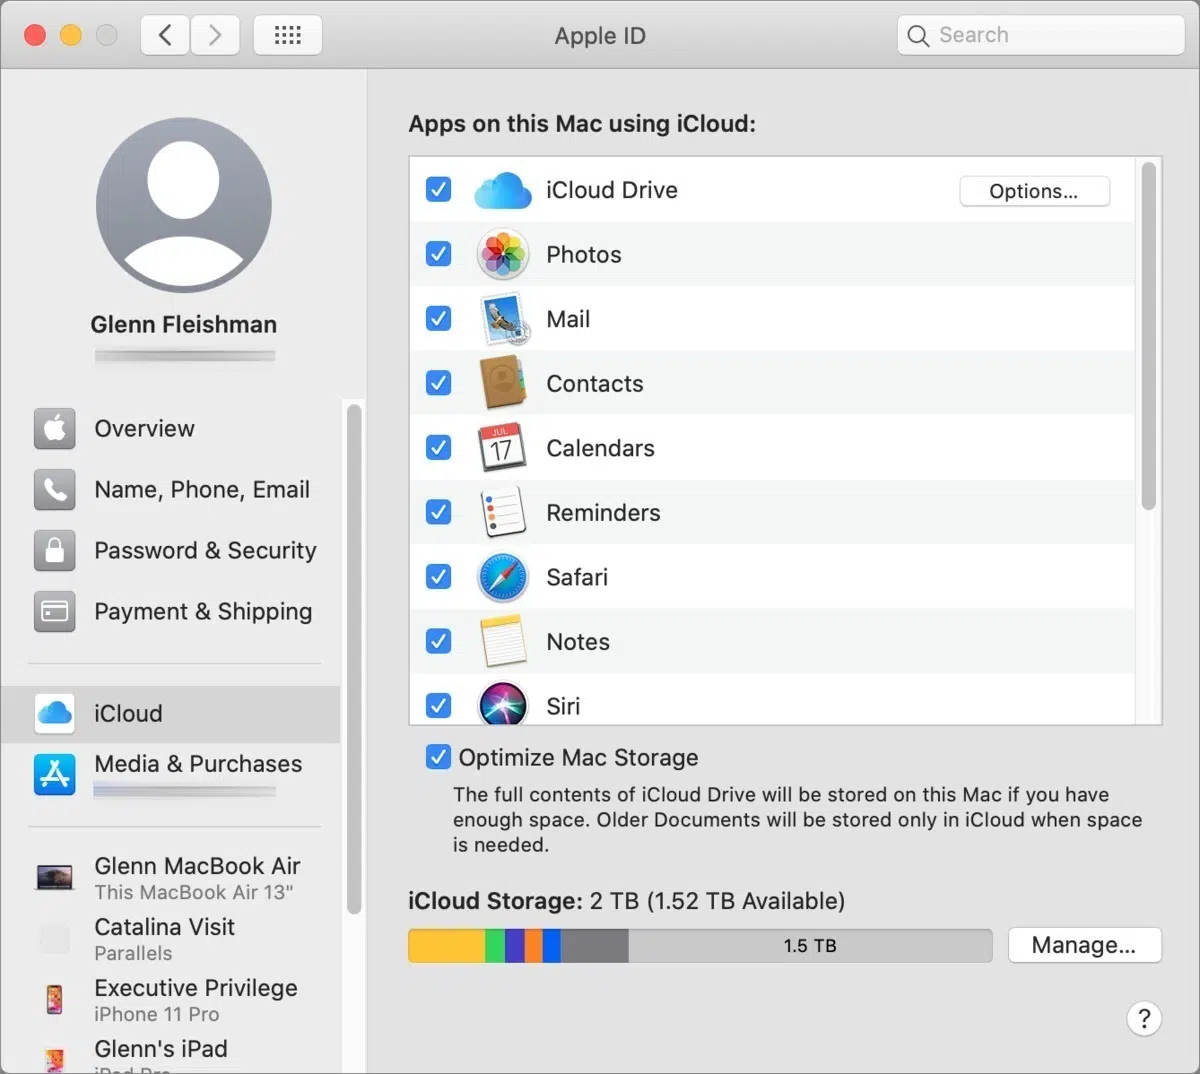 Apple ID
Search
Glenn Fleishman
Overview
Name, Phone, Email
Password & Security
Payment & Shipping
iCloud
Media & Purchases
Glenn MacBook Air
This MacBook Air 13"
Catalina Visit
Parallels
Executive Privilege
iPhone 11 Pro
Glenn's iPad
iPad Pro
Apps on this Mac using iCloud:
iCloud Drive
Options...
Photos
Mail
Contacts
JUL
17
Calendars
Reminders
Safari
Notes
Siri
Optimize Mac Storage
The full contents of iCloud Drive will be stored on this Mac if you have
enough space. Older Documents will be stored only in iCloud when space
is needed.
iCloud Storage: 2 TB (1.52 TB Available)
1.5 TB
Manage...
?